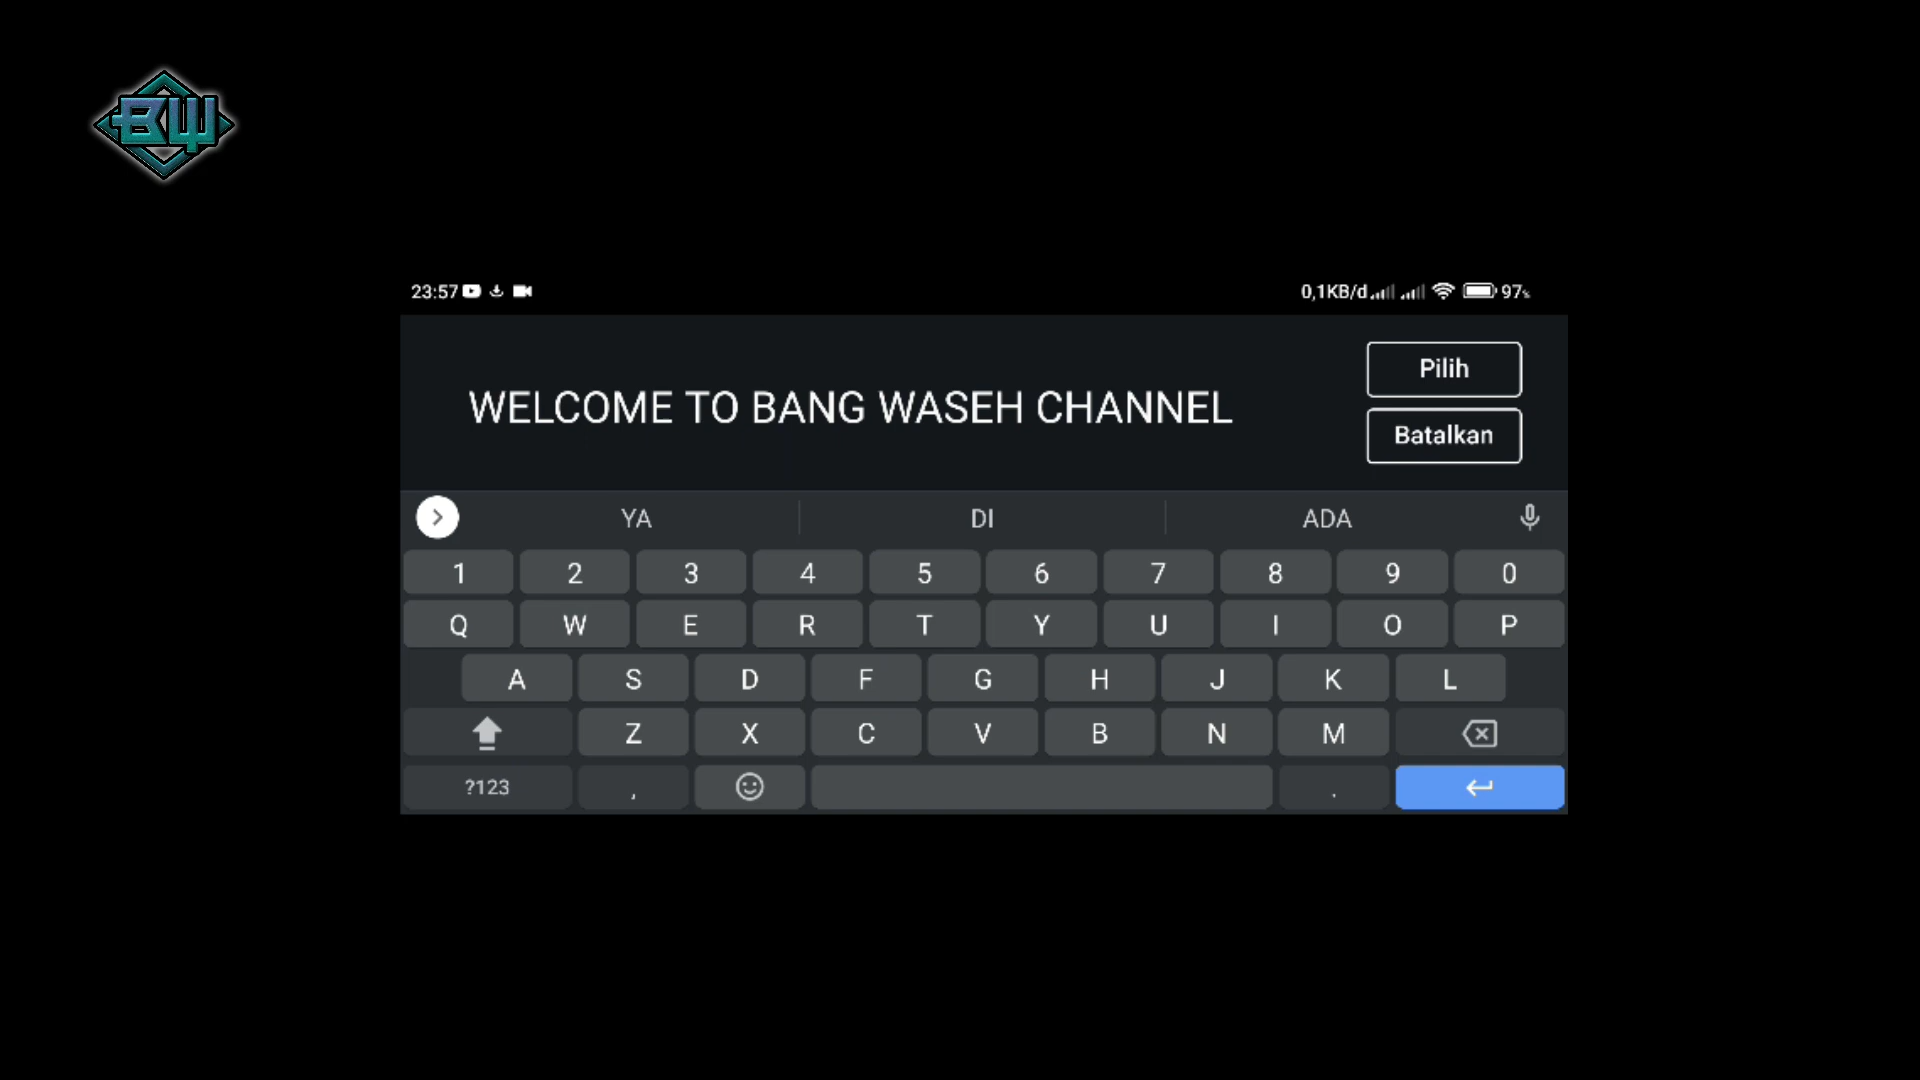 BW
23:57
0,1KB/d
97%
WELCOME TO BANG WASEH CHANNEL
Pilih
Batalkan
YA DI ADA
1 2 3 4 5 6 7 8 9 0
Q W E R T Y U I O P
A S D F G H J K L
Z X C V B N M
?123 , .